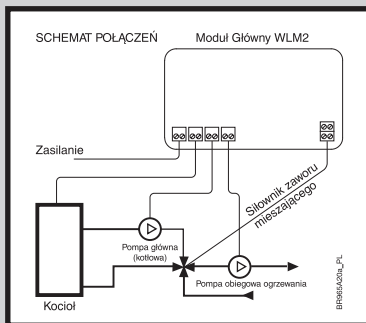 SCHEMAT POŁĄCZEŃ
Moduł Główny WLM2
Zasilanie
Siłownik zaworu
mieszającego
Pompa główna
(kotłowa)
Pompa obiegowa ogrzewania
Kocioł
BR965A20a_PL